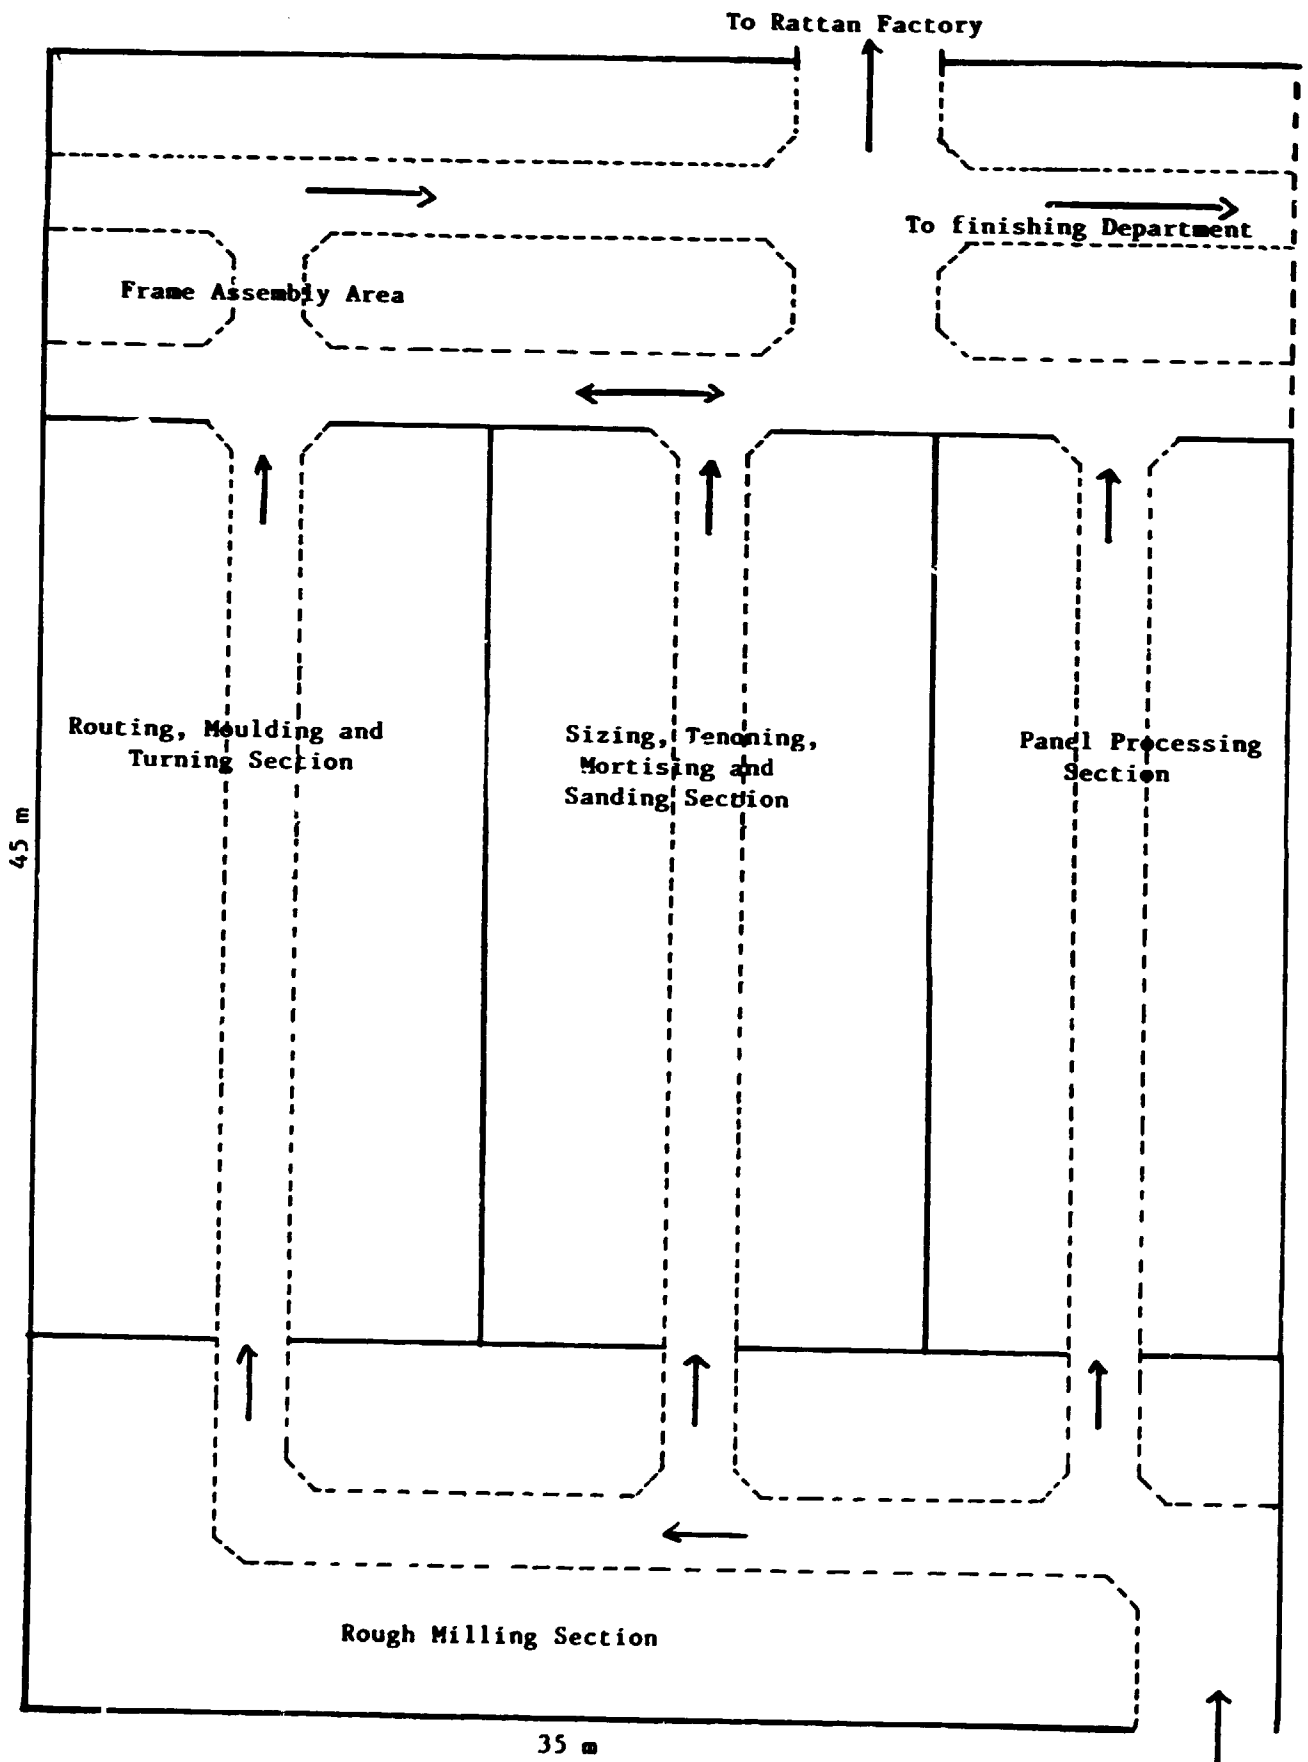 To Rattan Factory
To finishing Department
Frame Assembly Area
Routing, Moulding and
Turning Section
Sizing, Tenoning,
Mortising and
Sanding Section
Panel Processing
Section
45 m
Rough Milling Section
35 m